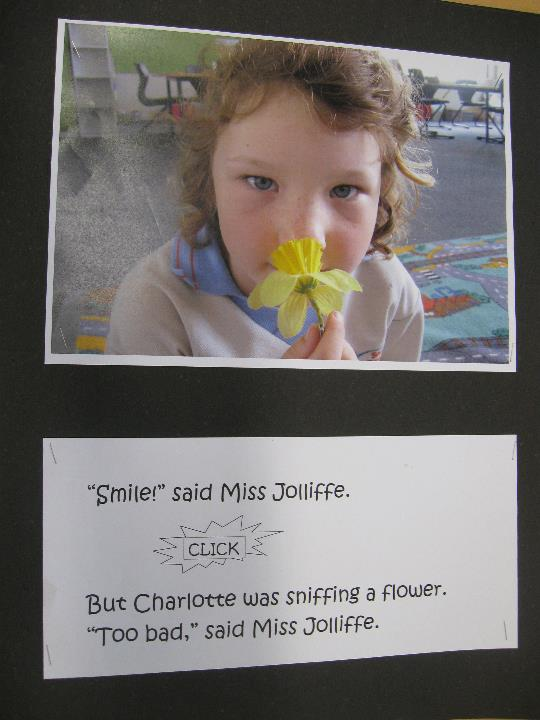 “Smile!” said Miss Jolliffe.
CLICK
But Charlotte was sniffing a flower.
“Too bad,” said Miss Jolliffe.